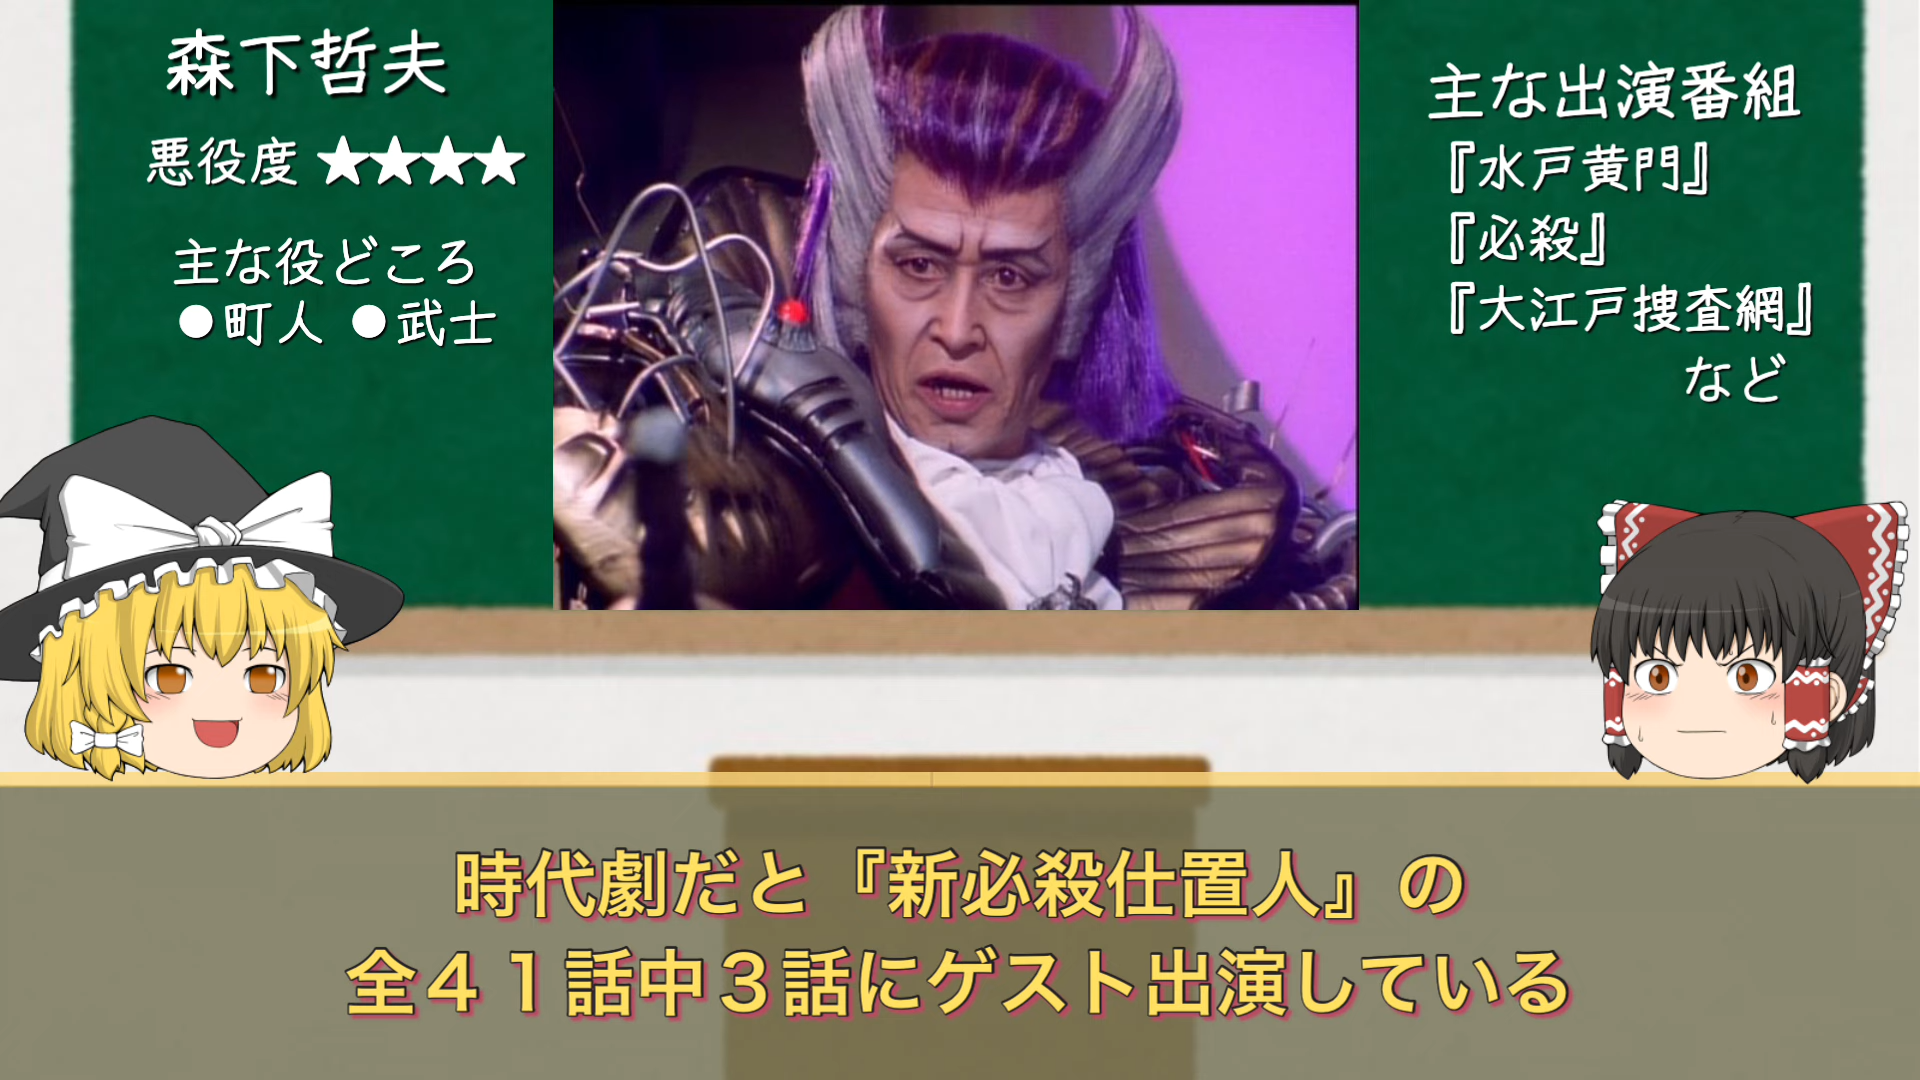 森下哲夫
悪役度 ★★★★
主な役どころ
●町人 ●武士
主な出演番組
『水戸黄門』
『必殺』
『大江戸捜査網』
など
時代劇だと『新必殺仕置人』の
全４１話中３話にゲスト出演している